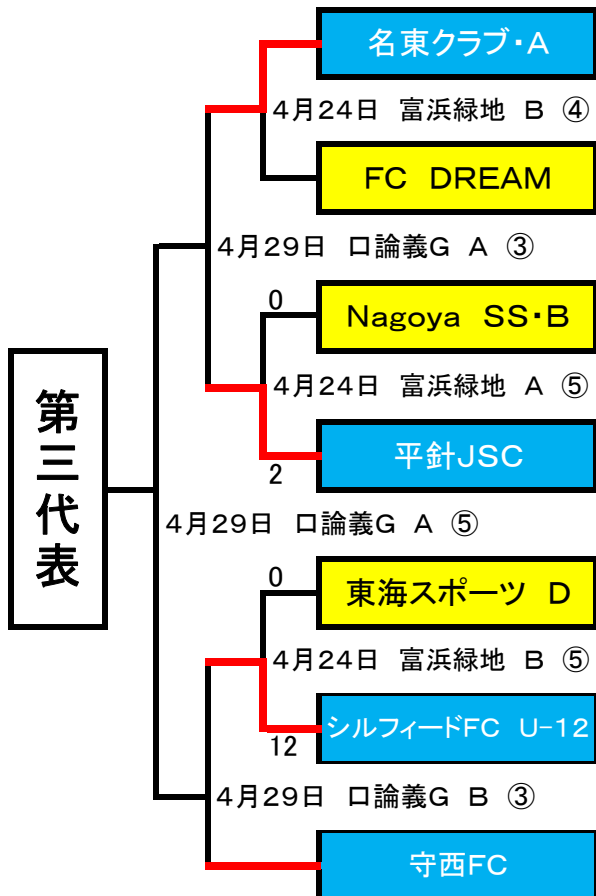 名東クラブ・A
4月24日 富浜緑地 B ④
FC DREAM
4月29日 口論義G A ③
0
Nagoya SS・B
4月24日 富浜緑地 A ⑤
平針JSC
2
第三代表
4月29日 口論義G A ⑤
0
東海スポーツ D
4月24日 富浜緑地 B ⑤
シルフィードFC U-12
12
4月29日 口論義G B ③
守西FC